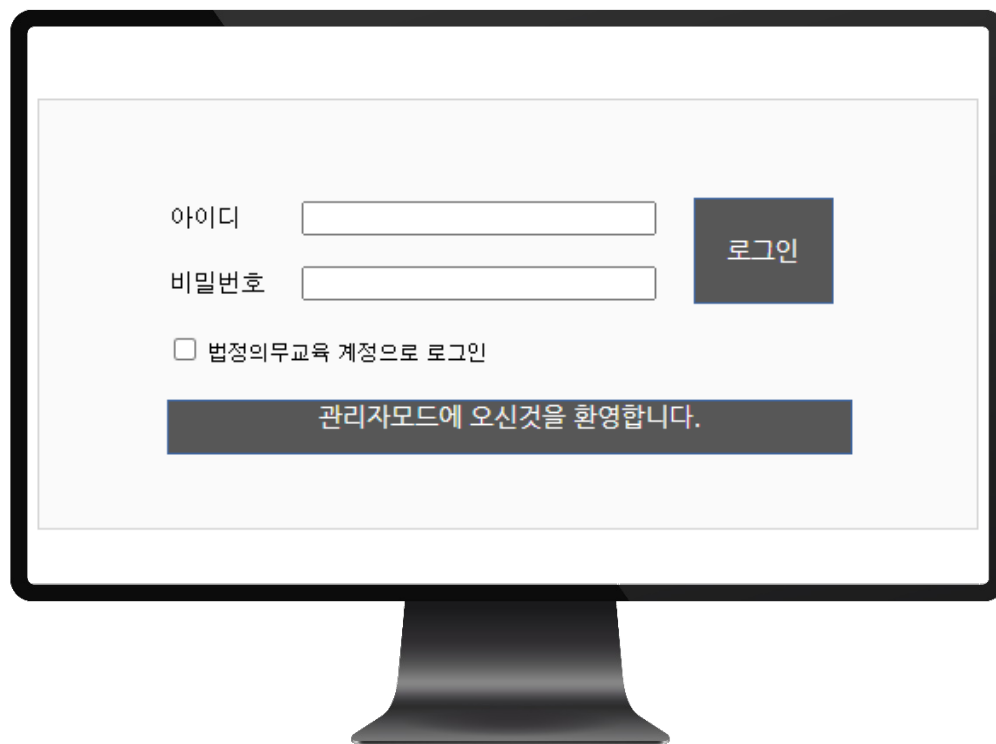 아이디
로그인
비밀번호
법정의무교육 계정으로 로그인
관리자모드에 오신것을 환영합니다.